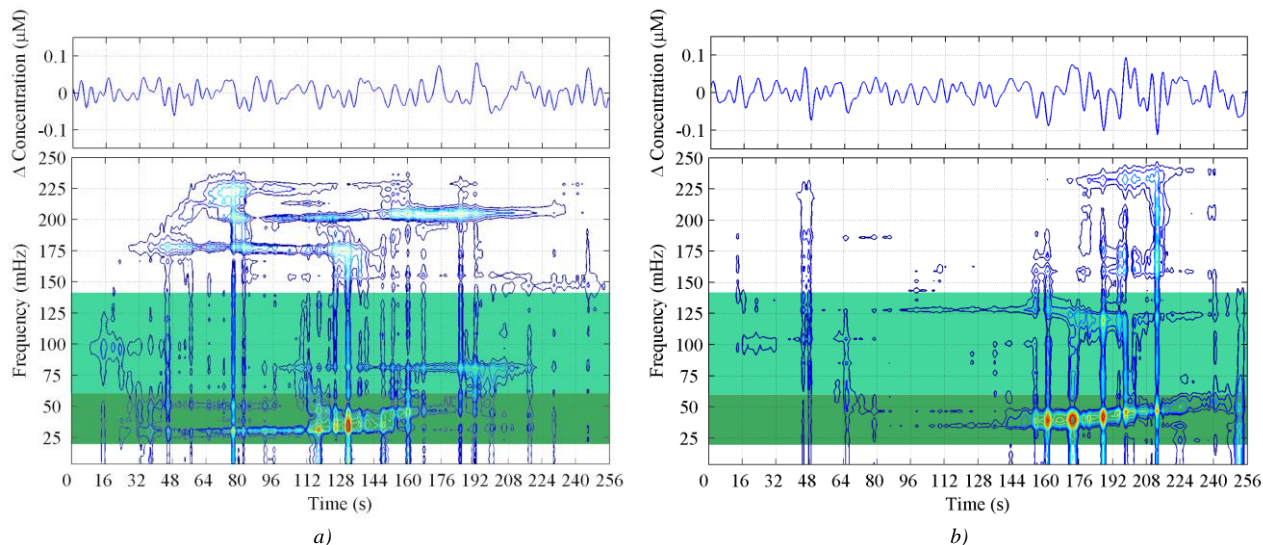 Δ Concentration (μM)
0.1
0
-0.1
Frequency (mHz)
250
225
200
175
150
125
100
75
50
25
0 16 32 48 64 80 96 112 128 144 160 176 192 208 224 240 256
Time (s)
a)
Δ Concentration (μM)
0.1
0
-0.1
Frequency (mHz)
250
225
200
175
150
125
100
75
50
25
0 16 32 48 64 80 96 112 128 144 160 176 192 208 224 240 256
Time (s)
b)